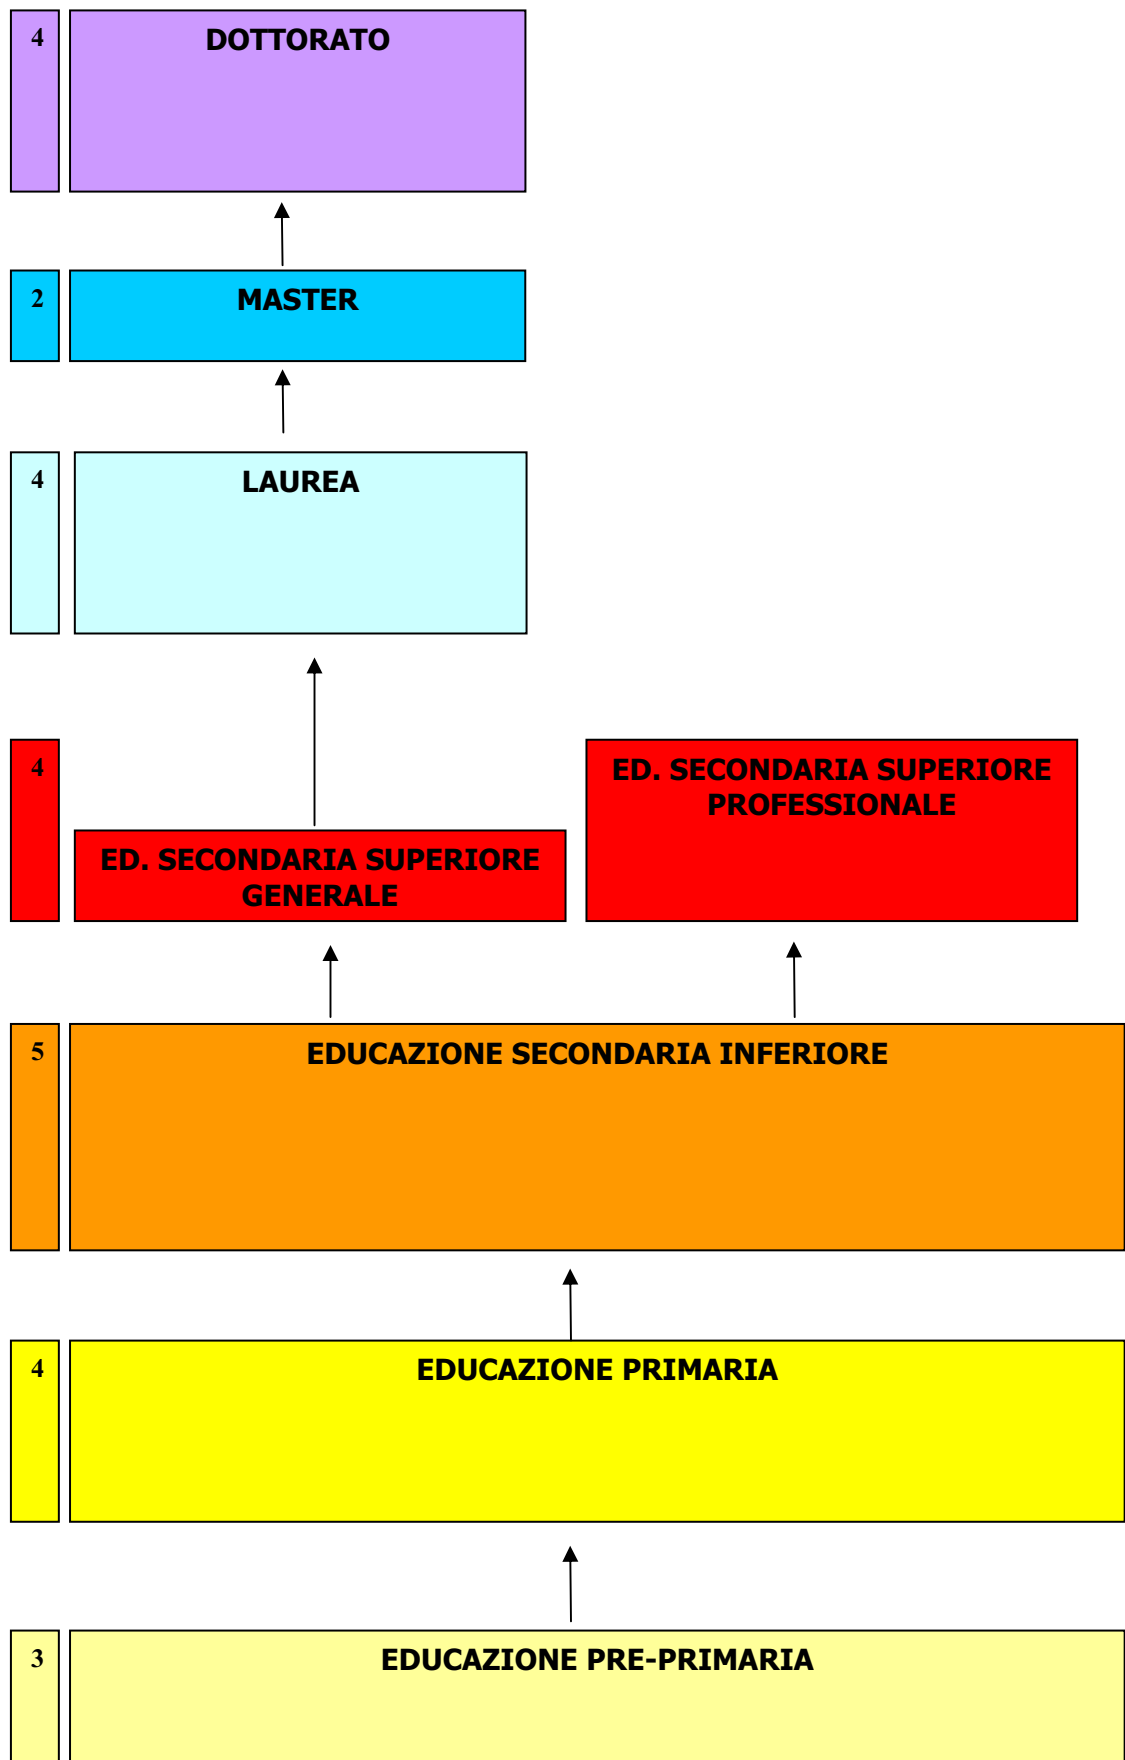 4
DOTTORATO
2
MASTER
4
LAUREA
4
ED. SECONDARIA SUPERIORE
PROFESSIONALE
ED. SECONDARIA SUPERIORE
GENERALE
5
EDUCAZIONE SECONDARIA INFERIORE
4
EDUCAZIONE PRIMARIA
3
EDUCAZIONE PRE-PRIMARIA